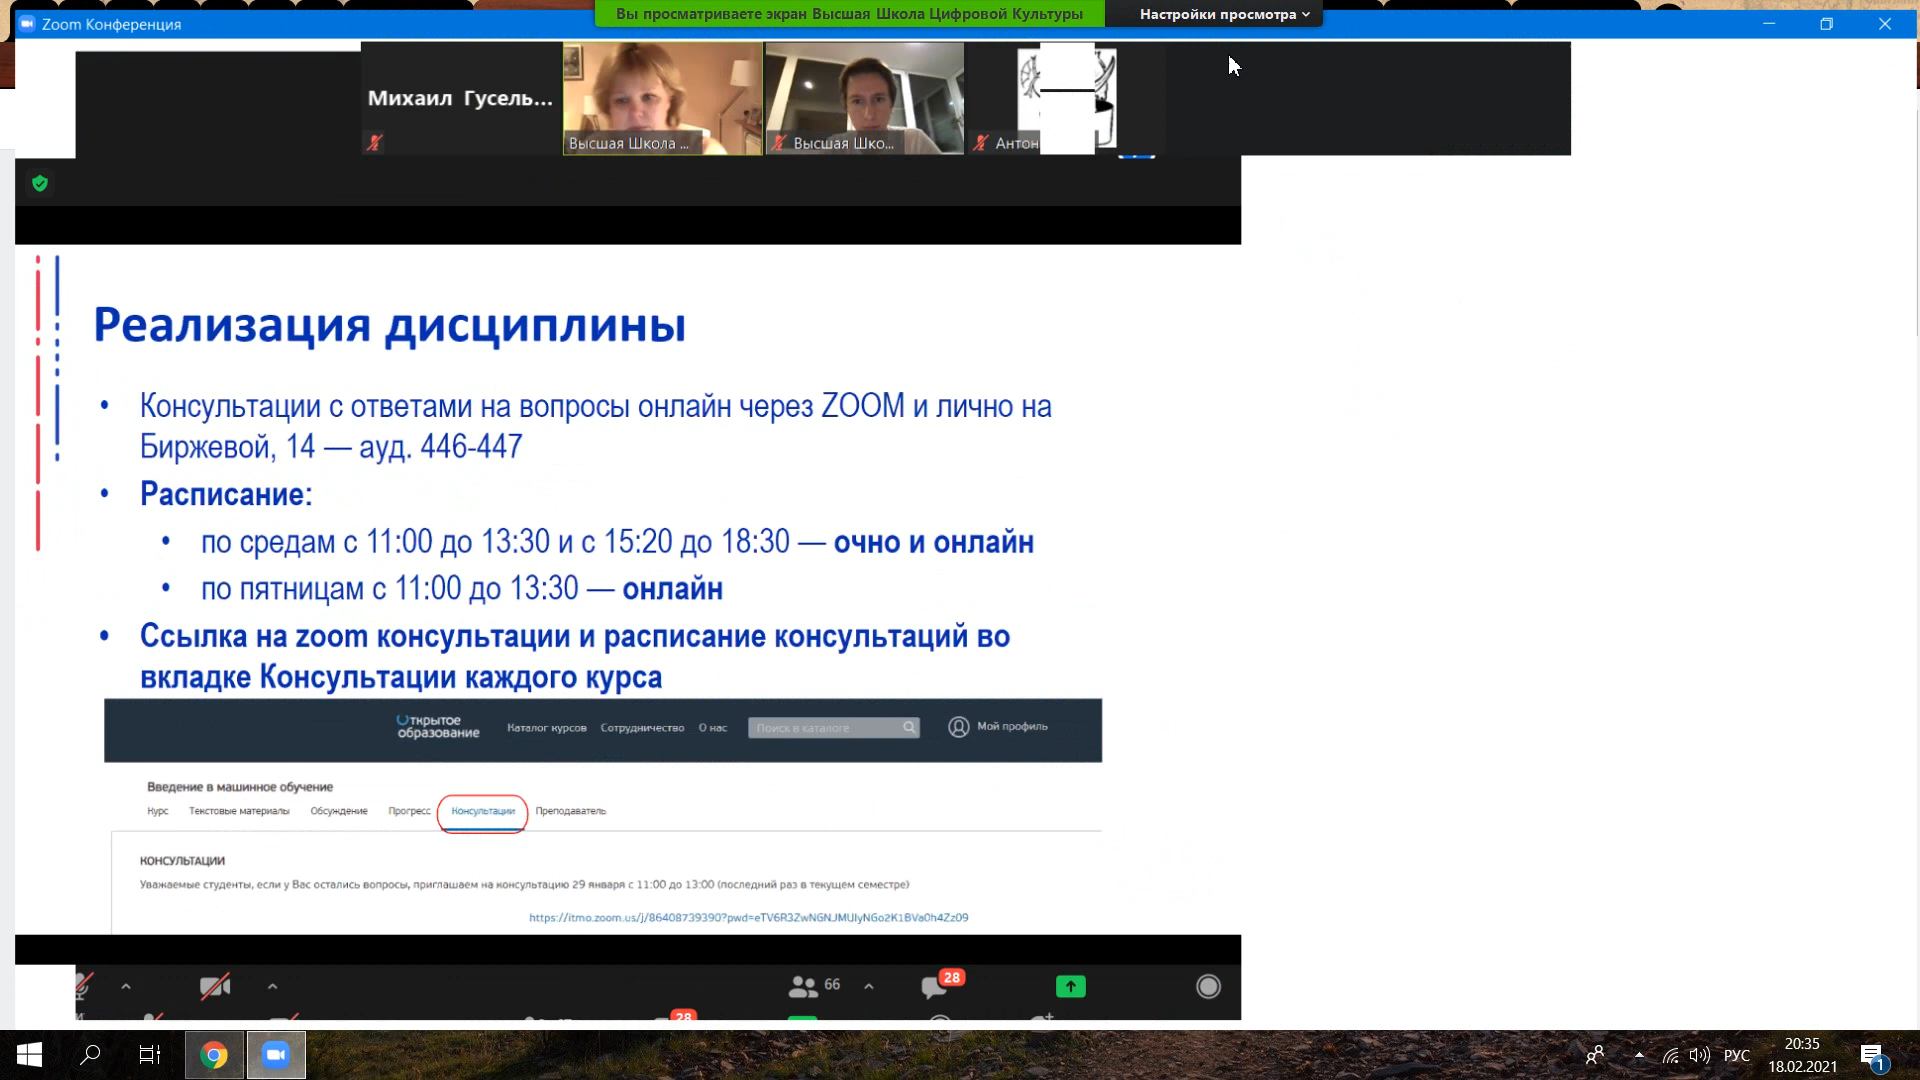 Вы просматриваете экран Высшая Школа Цифровой Культуры
Настройки просмотра
Zoom Конференция
Михаил Гусель...
Высшая Школа ...
Высшая Шко...
Антон
Реализация дисциплины
• Консультации с ответами на вопросы онлайн через ZOOM и лично на
Биржевой, 14 — ауд. 446-447
• Расписание:
• по средам с 11:00 до 13:30 и с 15:20 до 18:30 — очно и онлайн
• по пятницам с 11:00 до 13:30 — онлайн
• Ссылка на zoom консультации и расписание консультаций во
вкладке Консультации каждого курса
Открытое
образование
Каталог курсов Сотрудничество О нас
Поиск в каталоге
Мой профиль
Введение в машинное обучение
Курс Текстовые материалы Обсуждение Прогресс Консультации Преподаватель
КОНСУЛЬТАЦИИ
Уважаемые студенты, если у Вас остались вопросы, приглашаем на консультацию 29 января с 11:00 до 13:00 (последний раз в текущем семестре)
66
28
28
РУС
20:35
18.02.2021
1